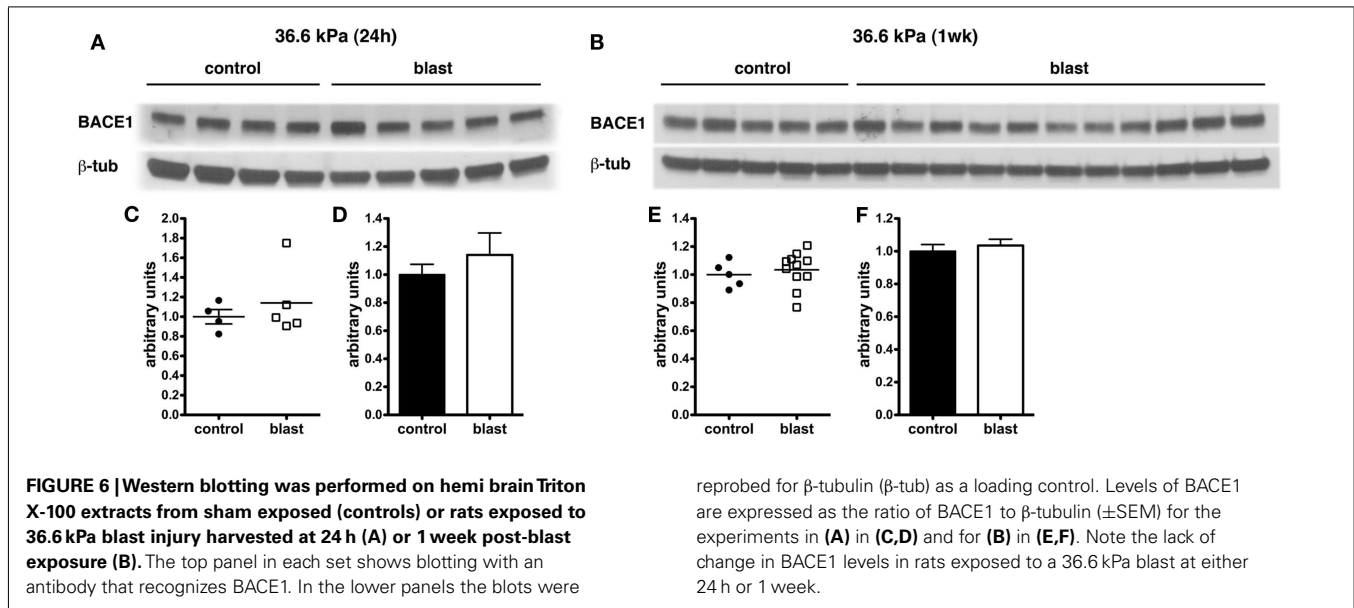 A
36.6 kPa (24h)
control blast
BACE1
β-tub
B
36.6 kPa (1wk)
control blast
BACE1
β-tub
C
arbitrary units
2.0
1.8
1.6
1.4
1.2
1.0
0.8
0.6
0.4
0.2
0.0
control blast
D
arbitrary units
1.4
1.2
1.0
0.8
0.6
0.4
0.2
0.0
control blast
E
arbitrary units
1.4
1.2
1.0
0.8
0.6
0.4
0.2
0.0
control blast
F
arbitrary units
1.2
1.0
0.8
0.6
0.4
0.2
0.0
control blast
FIGURE 6 | Western blotting was performed on hemi brain Triton
X-100 extracts from sham exposed (controls) or rats exposed to
36.6 kPa blast injury harvested at 24 h (A) or 1 week post-blast
exposure (B). The top panel in each set shows blotting with an
antibody that recognizes BACE1. In the lower panels the blots were
reprobed for β-tubulin (β-tub) as a loading control. Levels of BACE1
are expressed as the ratio of BACE1 to β-tubulin (±SEM) for the
experiments in (A) in (C,D) and for (B) in (E,F). Note the lack of
change in BACE1 levels in rats exposed to a 36.6 kPa blast at either
24 h or 1 week.